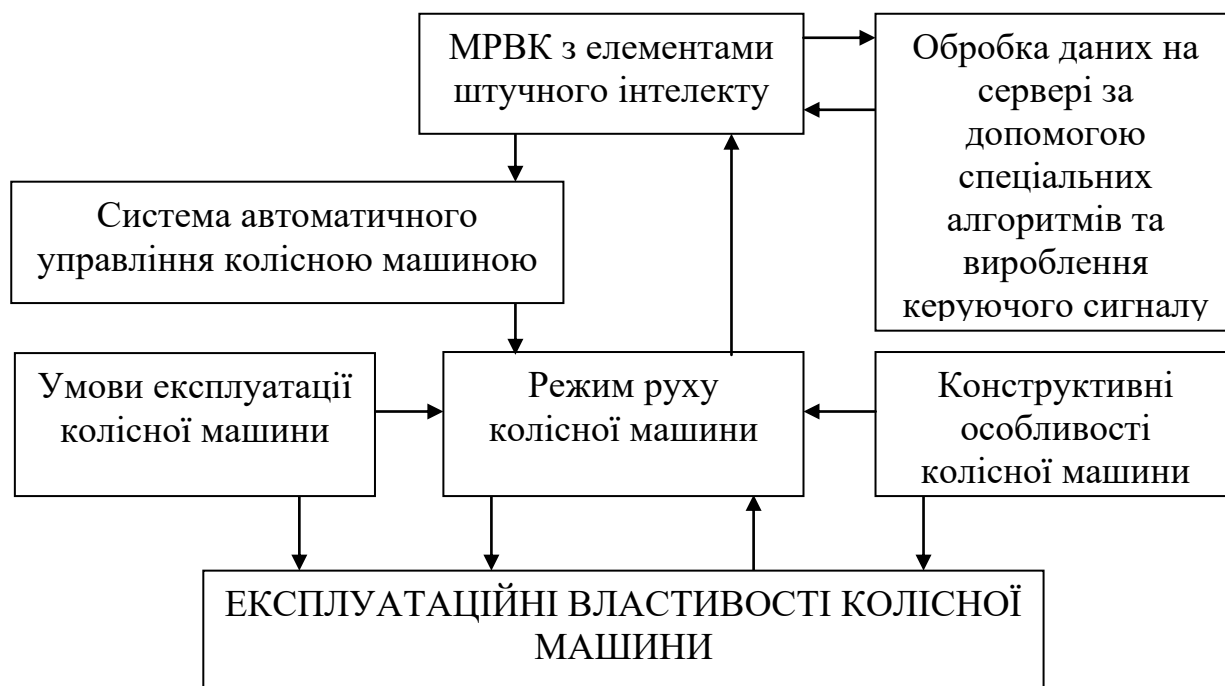 МРВК з елементами
штучного інтелекту
Обробка даних на
сервері за
допомогою
спеціальних
алгоритмів та
вироблення
керуючого сигналу
Система автоматичного
управління колісною машиною
Умови експлуатації
колісної машини
Режим руху
колісної машини
Конструктивні
особливості
колісної машини
ЕКСПЛУАТАЦІЙНІ ВЛАСТИВОСТІ КОЛІСНОЇ
МАШИНИ